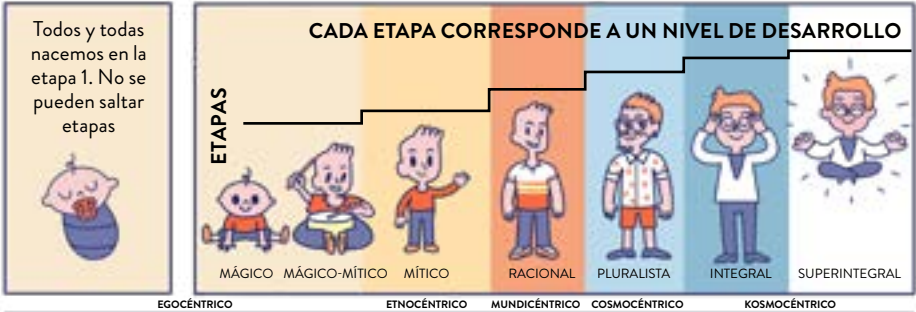 Todos y todas
nacemos en la
etapa 1. No se
pueden saltar
etapas
CADA ETAPA CORRESPONDE A UN NIVEL DE DESARROLLO
ETAPAS
MÁGICO MÁGICO-MÍTICO MÍTICO RACIONAL PLURALISTA INTEGRAL SUPERINTEGRAL
EGOCÉNTRICO ETNOCÉNTRICO MUNDICÉNTRICO COSMOCÉNTRICO KOSMOCÉNTRICO